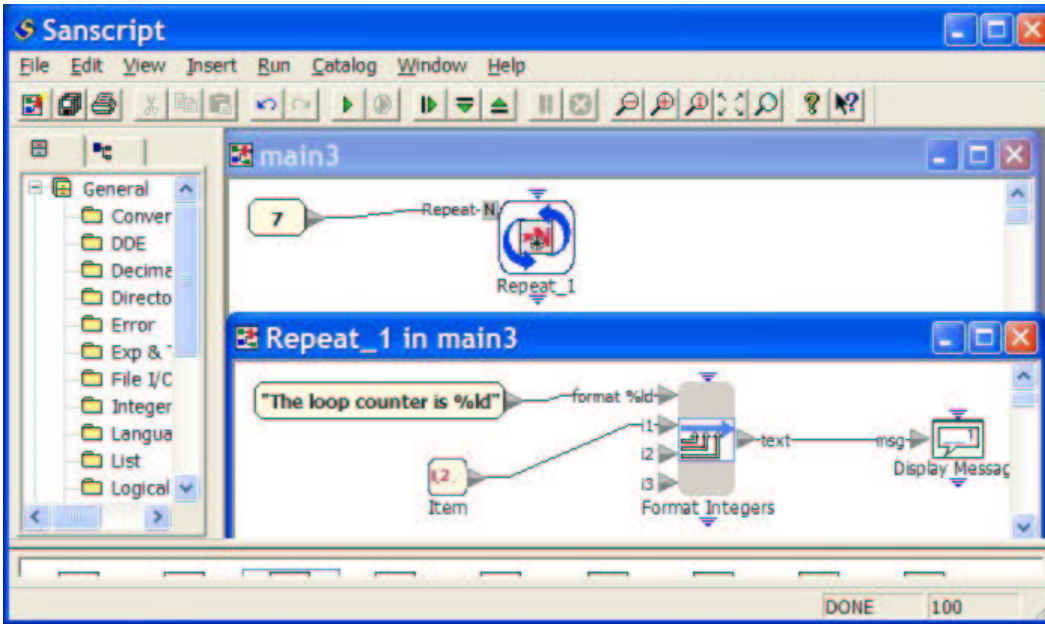 Sanscript
File Edit View Insert Run Catalog Window Help
main3
General
Conver
DDE
Decima
Directo
Error
Exp &
File I/O
Integer
Langua
List
Logical
7
Repeat
N
Repeat_1
Repeat_1 in main3
"The loop counter is %ld"
format %ld
i1
i2
i3
1,2,
Item
Format Integers
text
msg
Display Messag
DONE 100